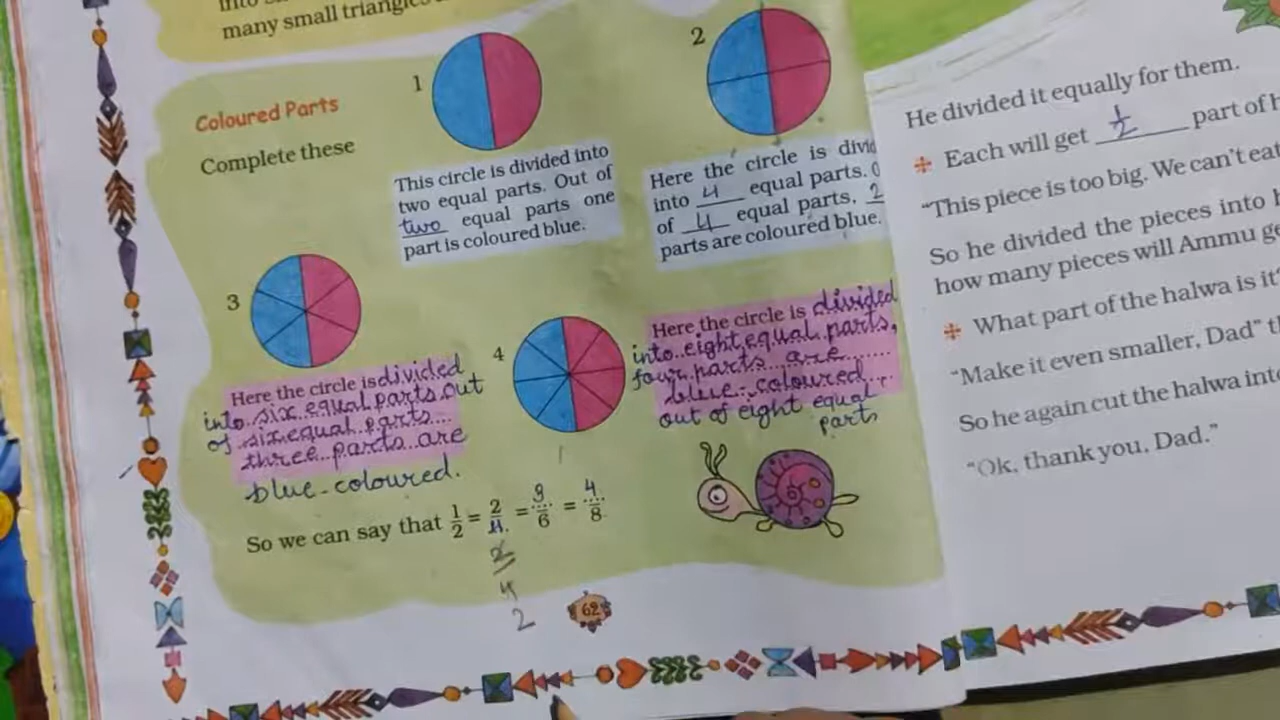 many small triangles
Coloured Parts
Complete these
1
This circle is divided into
two equal parts. Out of
two equal parts one
part is coloured blue.
2
Here the circle is
into 4 equal parts.
of 4 equal parts, 2
parts are coloured blue.
3
Here the circle is divided
into six equal parts out
of six equal parts
three parts are
blue-coloured.
4
Here the circle is divided
into eight equal parts,
four parts are
blue-coloured
out of eight equal
parts
So we can say that 1/2 = 2/4 = 3/6 = 4/8
2
4
2
62
He divided it equally for them.
Each will get 1/2 part of
"This piece is too big. We can't eat
So he divided the pieces into
how many pieces will Ammu
What part of the halwa is it
"Make it even smaller, Dad"
So he again cut the halwa into
"Ok, thank you, Dad."